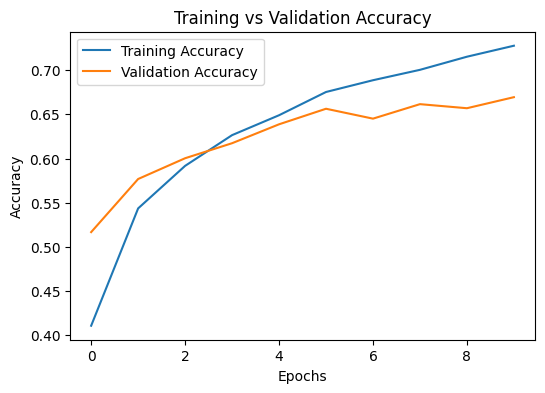 Training vs Validation Accuracy
Training Accuracy
Validation Accuracy
0.70
0.65
0.60
0.55
0.50
0.45
0.40
Accuracy
0 2 4 6 8
Epochs